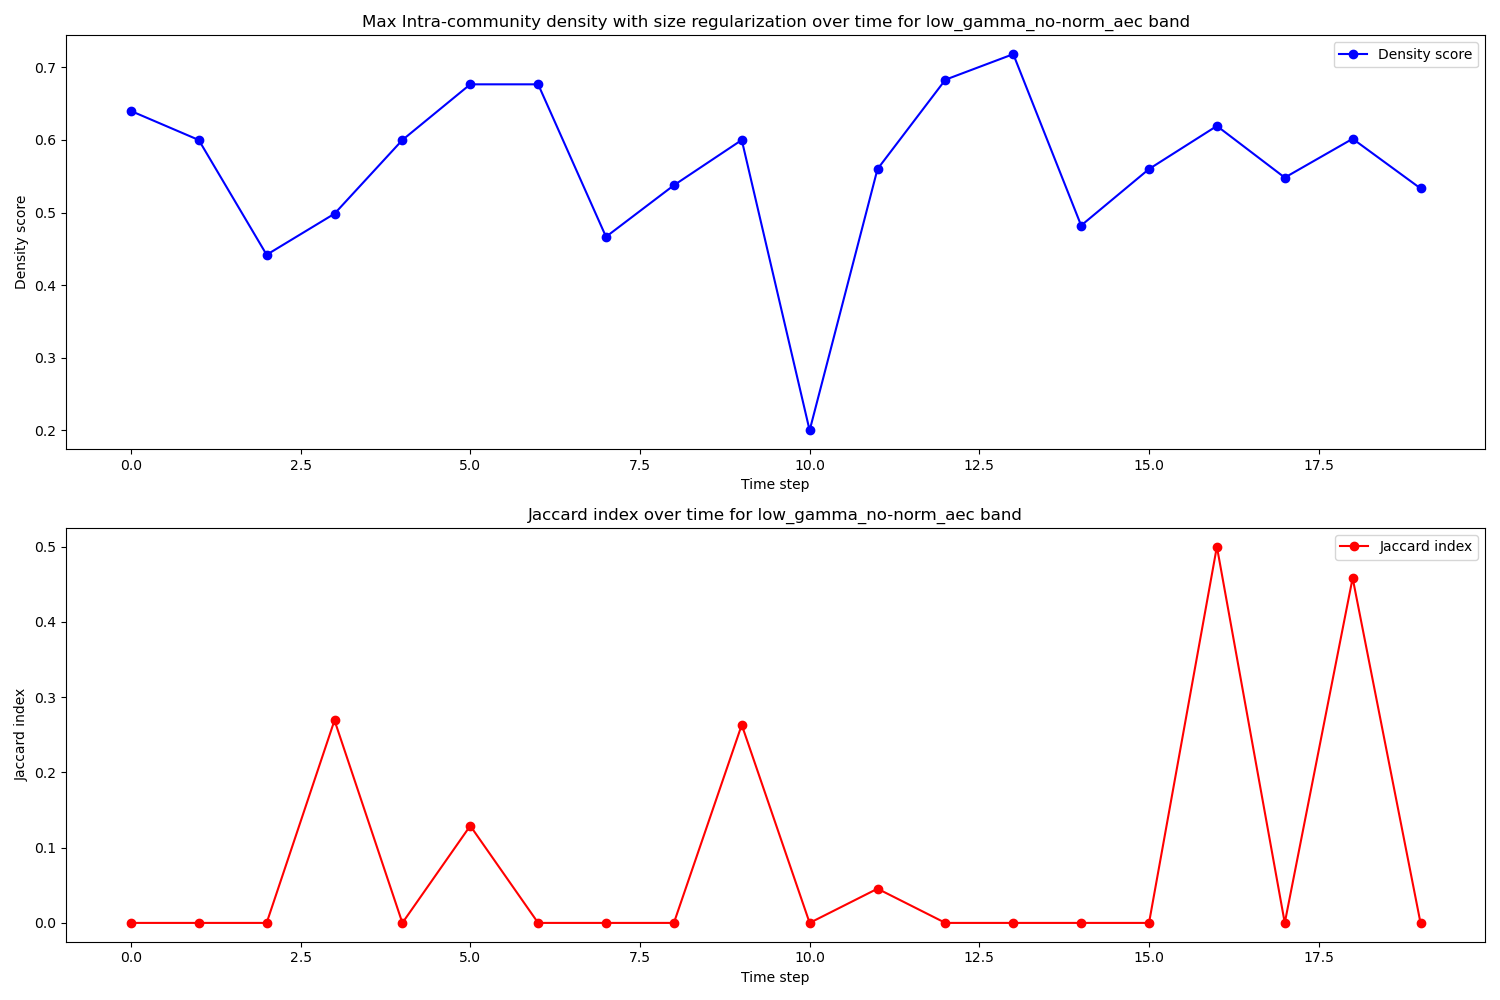 Max Intra-community density with size regularization over time for low_gamma_no-norm_aec band
Density score
0.7
0.6
0.5
0.4
0.3
0.2
Density score
0.0 2.5 5.0 7.5 10.0 12.5 15.0 17.5
Time step
Jaccard index over time for low_gamma_no-norm_aec band
Jaccard index
0.5
0.4
0.3
0.2
0.1
0.0
Jaccard index
0.0 2.5 5.0 7.5 10.0 12.5 15.0 17.5
Time step